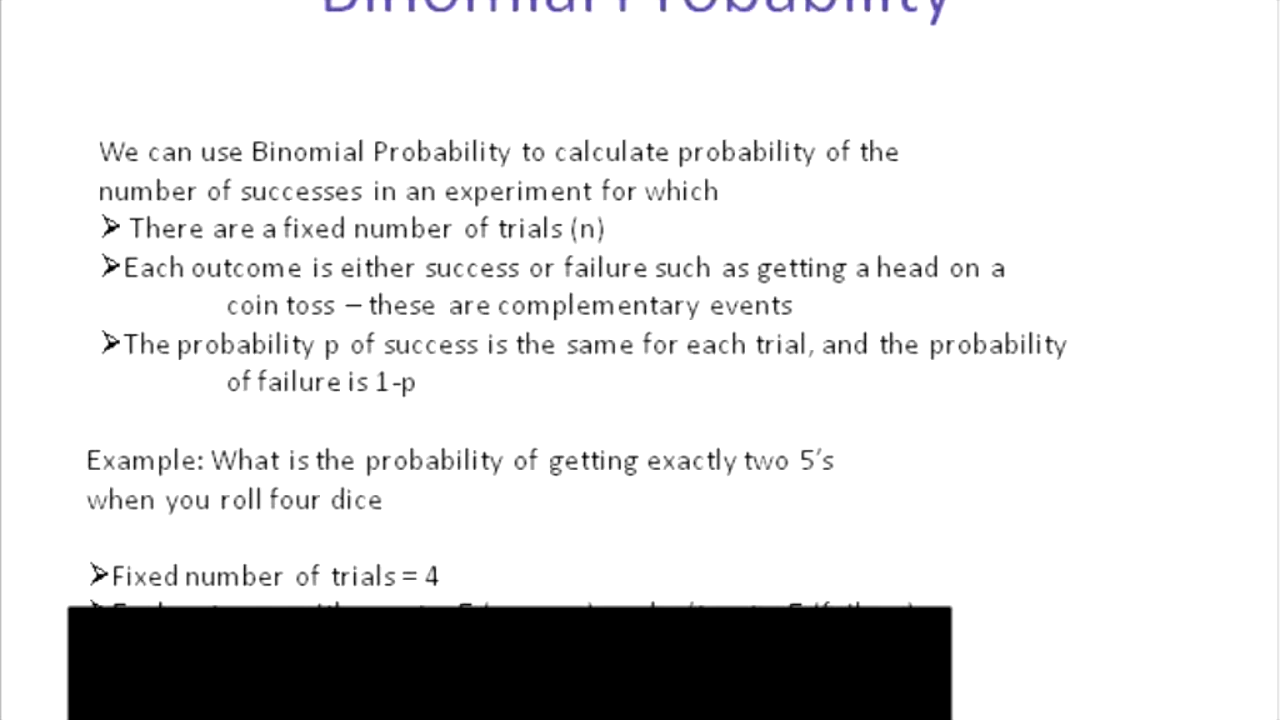 Binomial Probability
We can use Binomial Probability to calculate probability of the
number of successes in an experiment for which
➢ There are a fixed number of trials (n)
➢Each outcome is either success or failure such as getting a head on a
coin toss – these are complementary events
➢The probability p of success is the same for each trial, and the probability
of failure is 1-p
Example: What is the probability of getting exactly two 5’s
when you roll four dice
➢Fixed number of trials = 4